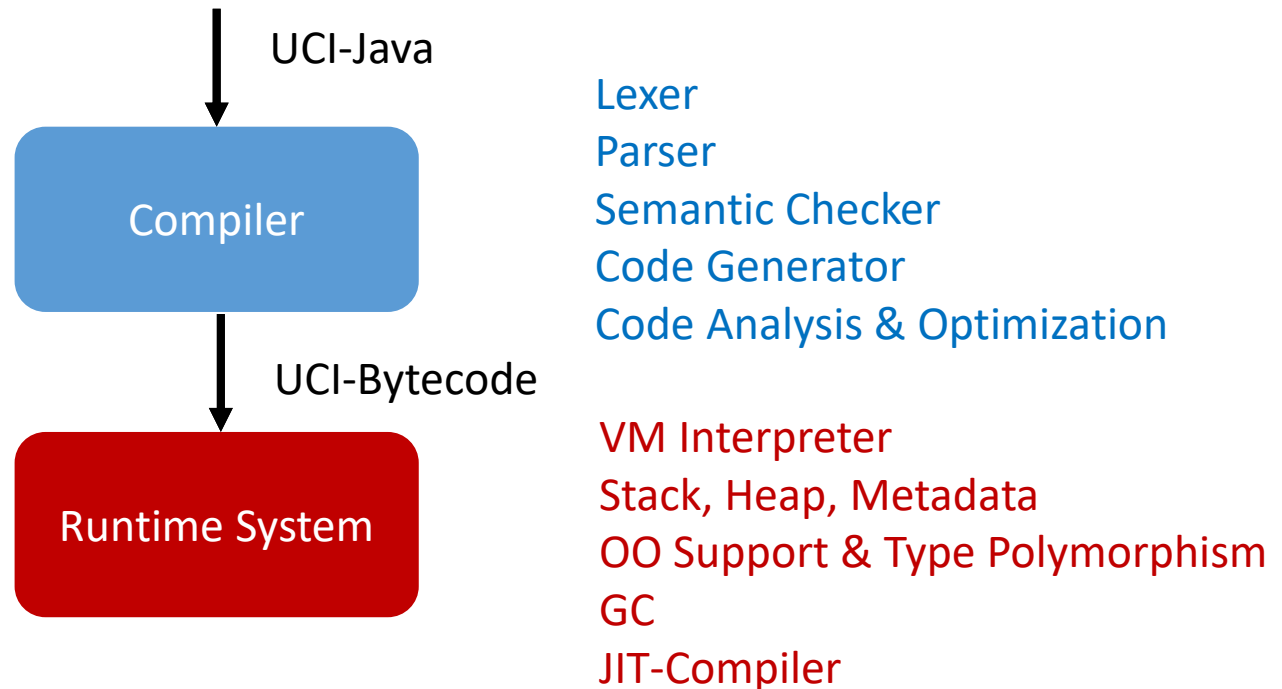 UCI-Java
Compiler
Lexer
Parser
Semantic Checker
Code Generator
Code Analysis & Optimization
UCI-Bytecode
Runtime System
VM Interpreter
Stack, Heap, Metadata
OO Support & Type Polymorphism
GC
JIT-Compiler